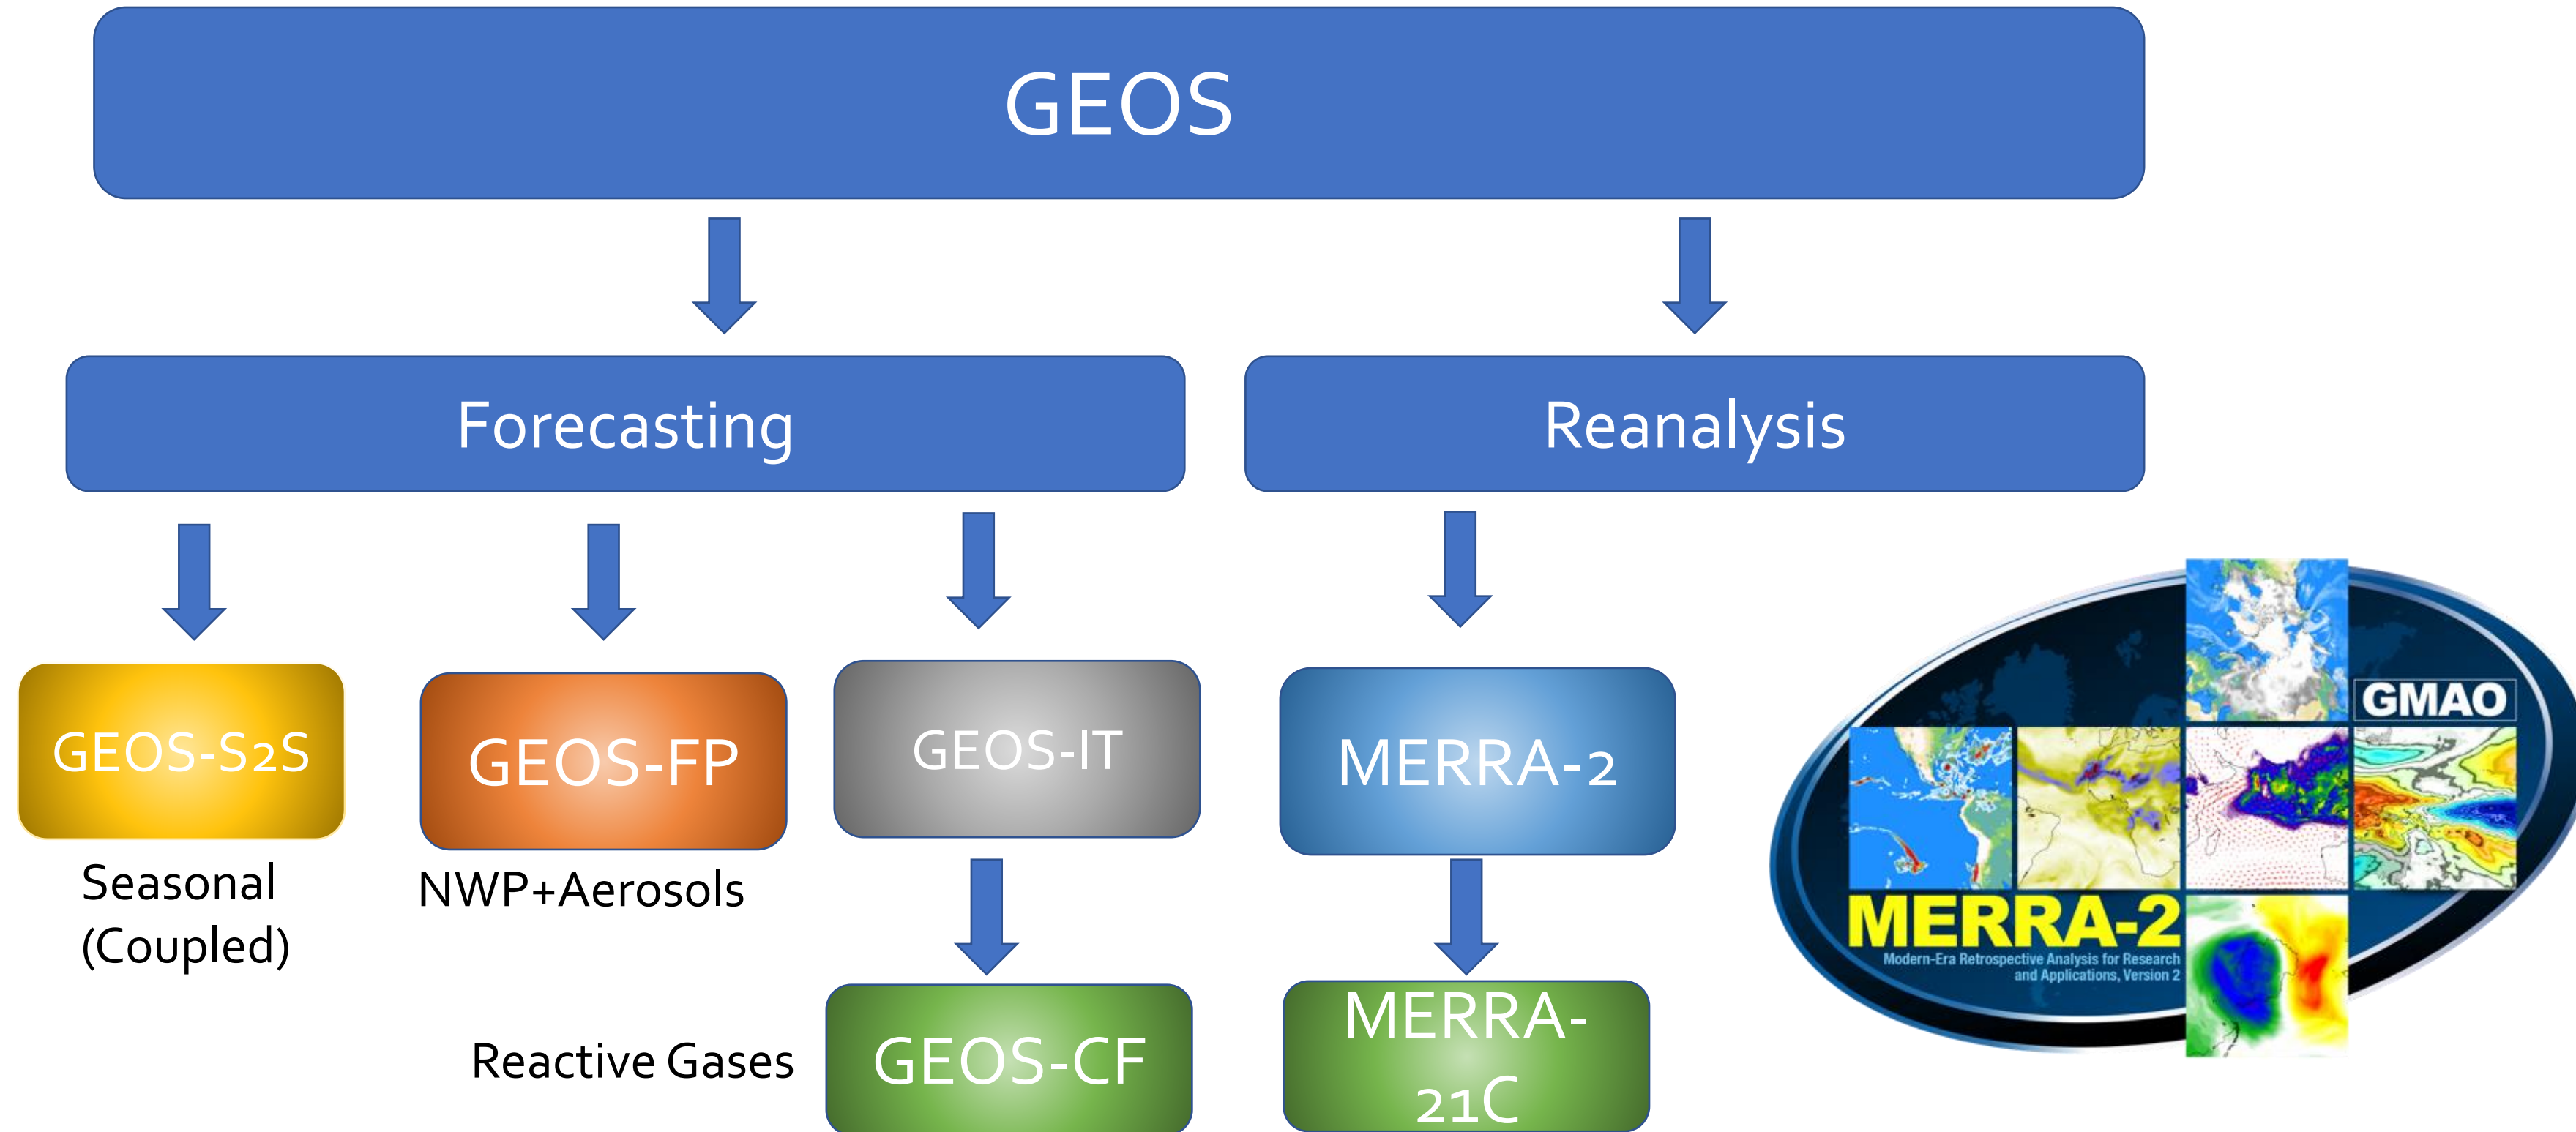 GEOS
Forecasting
Reanalysis
GEOS-S2S
GEOS-FP
GEOS-IT
MERRA-2
Seasonal
(Coupled)
NWP+Aerosols
Reactive Gases
GEOS-CF
MERRA-
21C
GMAO
MERRA-2
Modern-Era Retrospective Analysis for Research
and Applications, Version 2